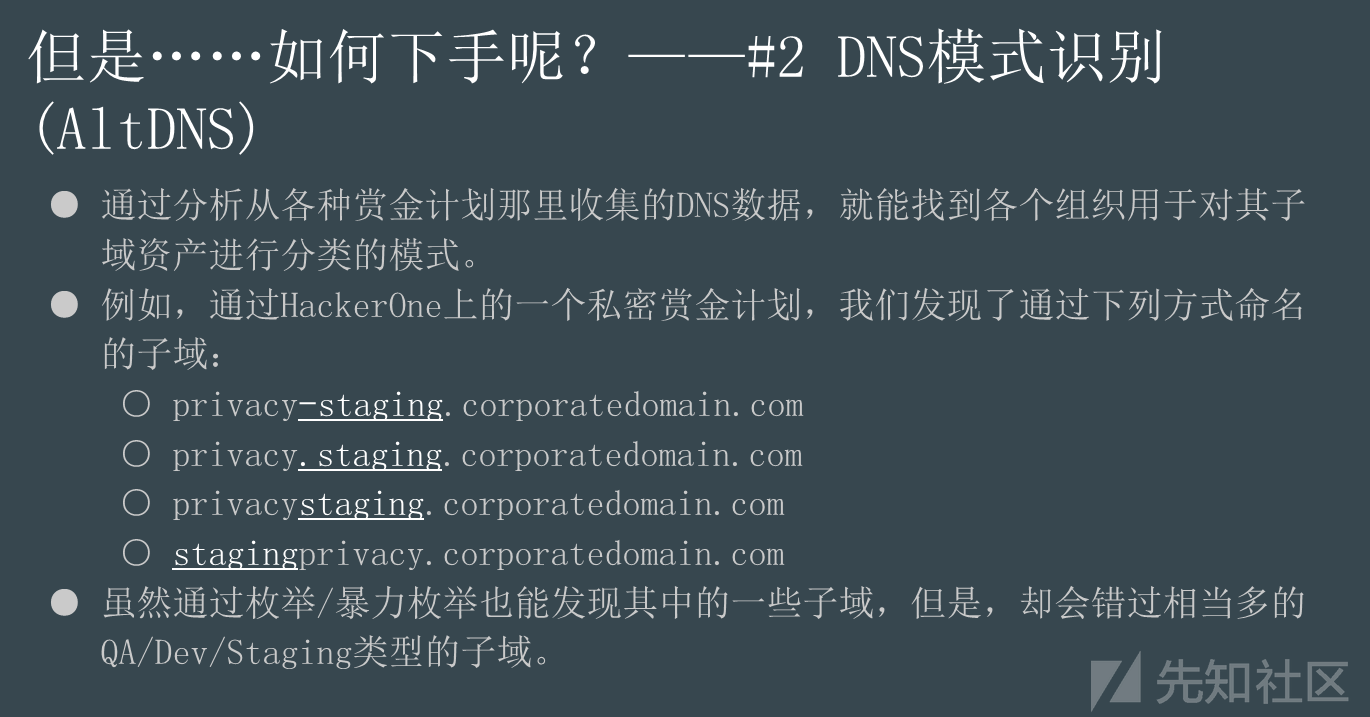 但是……如何下手呢？——#2 DNS模式识别
(AltDNS)
● 通过分析从各种赏金计划那里收集的DNS数据，就能找到各个组织用于对其子
域资产进行分类的模式。
● 例如，通过HackerOne上的一个私密赏金计划，我们发现了通过下列方式命名
的子域：
○ privacy-staging.corporatedomain.com
○ privacy.staging.corporatedomain.com
○ privacystaging.corporatedomain.com
○ stagingprivacy.corporatedomain.com
● 虽然通过枚举/暴力枚举也能发现其中的一些子域，但是，却会错过相当多的
QA/Dev/Staging类型的子域。
先知社区